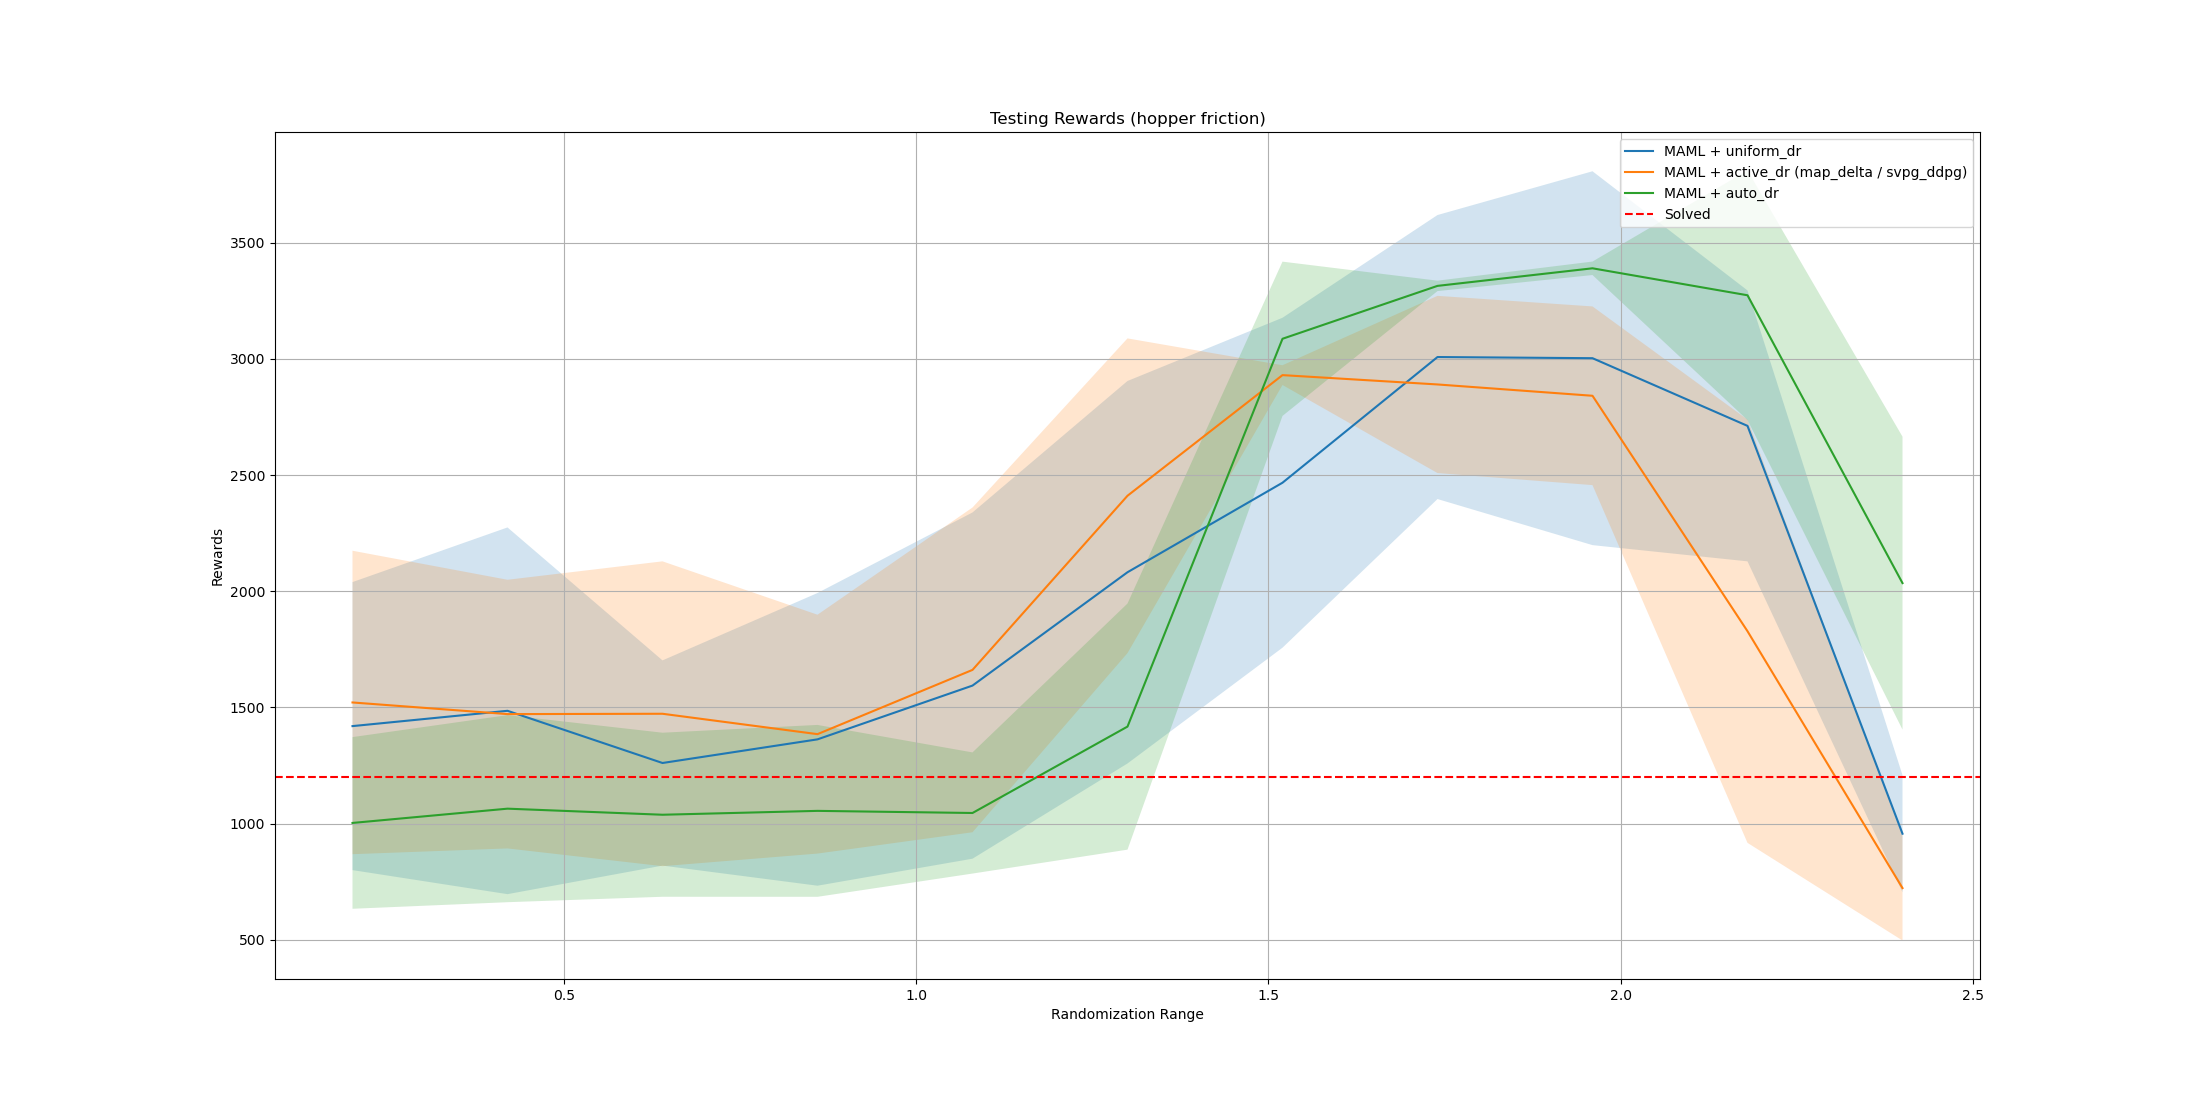 Testing Rewards (hopper friction)
MAML + uniform_dr
MAML + active_dr (map_delta / svpg_ddpg)
MAML + auto_dr
Solved
Rewards
3500
3000
2500
2000
1500
1000
500
0.5 1.0 1.5 2.0 2.5
Randomization Range